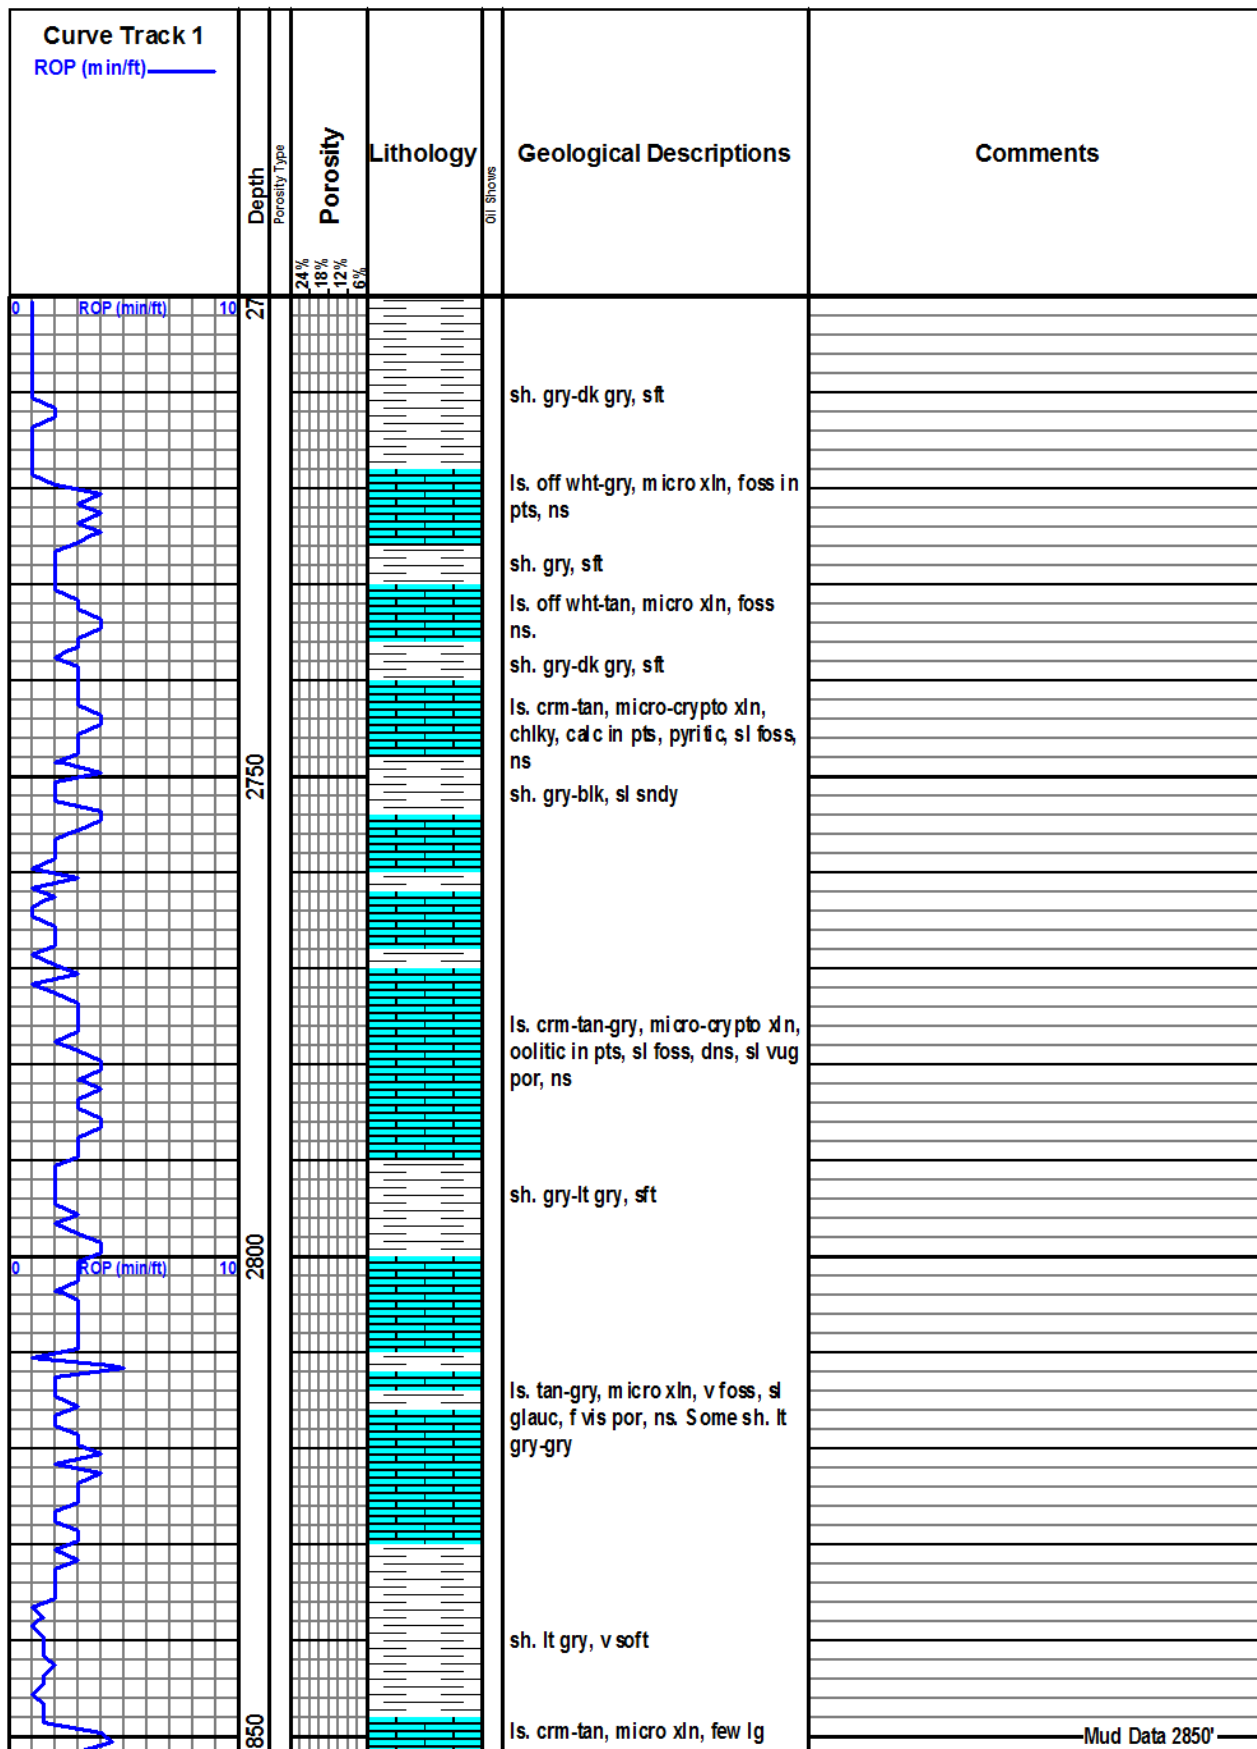 Curve Track 1
ROP (min/ft)
Depth
Porosity Type
Porosity
24%
18%
12%
6%
Lithology
Oil Shows
Geological Descriptions
Comments
0 ROP (min/ft) 10
27
sh. gry-dk gry, sft
ls. off wht-gry, micro xln, foss in
pts, ns
sh. gry, sft
ls. off wht-tan, micro xln, foss
ns.
sh. gry-dk gry, sft
ls. crm-tan, micro-crypto xln,
chlky, calc in pts, pyritic, sl foss,
ns
2750
sh. gry-blk, sl sndy
ls. crm-tan-gry, micro-crypto xln,
oolitic in pts, sl foss, dns, sl vug
por, ns
sh. gry-lt gry, sft
2800
0 ROP (min/ft) 10
ls. tan-gry, micro xln, v foss, sl
glauc, f vis por, ns. Some sh. lt
gry-gry
sh. lt gry, v soft
850
ls. crm-tan, micro xln, few lg
Mud Data 2850'